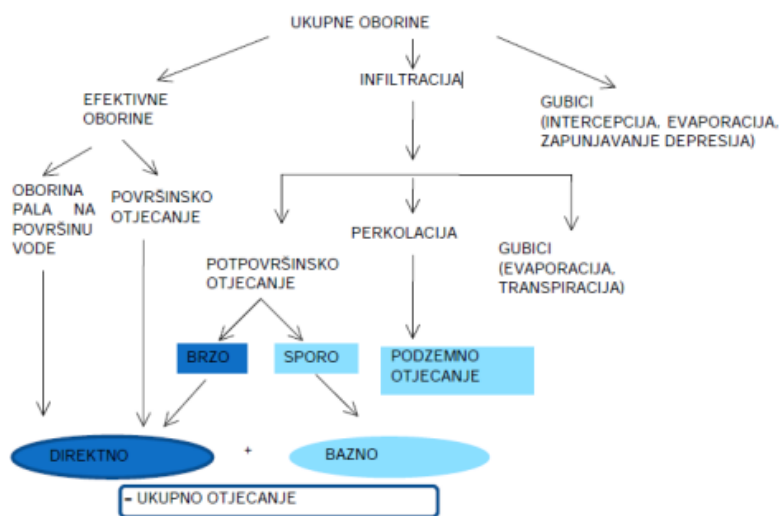 UKUPNE OBORINE
INFILTRACIJA
EFEKTIVNE
OBORINE
GUBICI
(INTERCEPCIJA, EVAPORACIJA,
ZAPUNJAVANJE DEPRESIJA)
OBORINA
PALA NA
POVRŠINU
VODE
POVRŠINSKO
OTJECANJE
PERKOLACIJA
GUBICI
(EVAPORACIJA,
TRANSPIRACIJA)
POTPOVRŠINSKO
OTJECANJE
BRZO
SPORO
PODZEMNO
OTJECANJE
DIREKTNO
+
BAZNO
= UKUPNO OTJECANJE